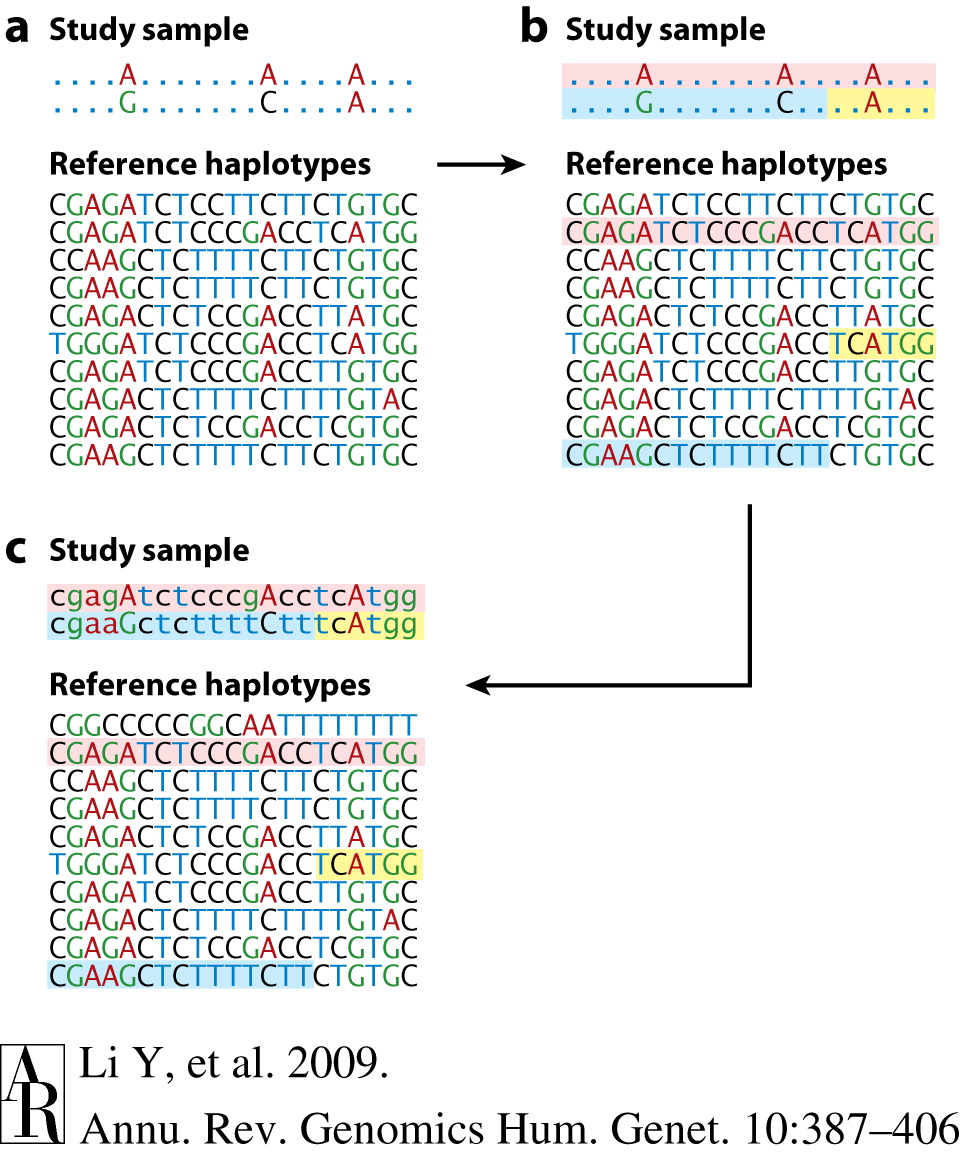 a Study sample
....A.......A....A...
....G.......C....A...
Reference haplotypes
CGAGATCTCCTTCTTCTGTGC
CGAGATCTCCCGACCTCATGG
CCAAGCTCTTTTCTTCTGTGC
CGAAGCTCTTTTCTTCTGTGC
CGAGACTCTCCGACCTTATGC
TGGGATCTCCCGACCTCATGG
CGAGATCTCCCGACCTTGTGC
CGAGACTCTTTTCTTTTGTAC
CGAGACTCTCCGACCTCGTGC
CGAAGCTCTTTTCTTCTGTGC
b Study sample
....A.......A....A...
....G.......C....A...
Reference haplotypes
CGAGATCTCCTTCTTCTGTGC
CGAGATCTCCCGACCTCATGG
CCAAGCTCTTTTCTTCTGTGC
CGAAGCTCTTTTCTTCTGTGC
CGAGACTCTCCGACCTTATGC
TGGGATCTCCCGACCTCATGG
CGAGATCTCCCGACCTTGTGC
CGAGACTCTTTTCTTTTGTAC
CGAGACTCTCCGACCTCGTGC
CGAAGCTCTTTTCTTCTGTGC
c Study sample
cgagAtctcccgAcctcAtgg
cgaaGctcttttCtttcAtgg
Reference haplotypes
CGGCCCCCGGCAATTTTTTTT
CGAGATCTCCCGACCTCATGG
CCAAGCTCTTTTCTTCTGTGC
CGAAGCTCTTTTCTTCTGTGC
CGAGACTCTCCGACCTTATGC
TGGGATCTCCCGACCTCATGG
CGAGATCTCCCGACCTTGTGC
CGAGACTCTTTTCTTTTGTAC
CGAGACTCTCCGACCTCGTGC
CGAAGCTCTTTTCTTCTGTGC
AR
Li Y, et al. 2009.
Annu. Rev. Genomics Hum. Genet. 10:387–406